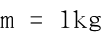 m = 1kg